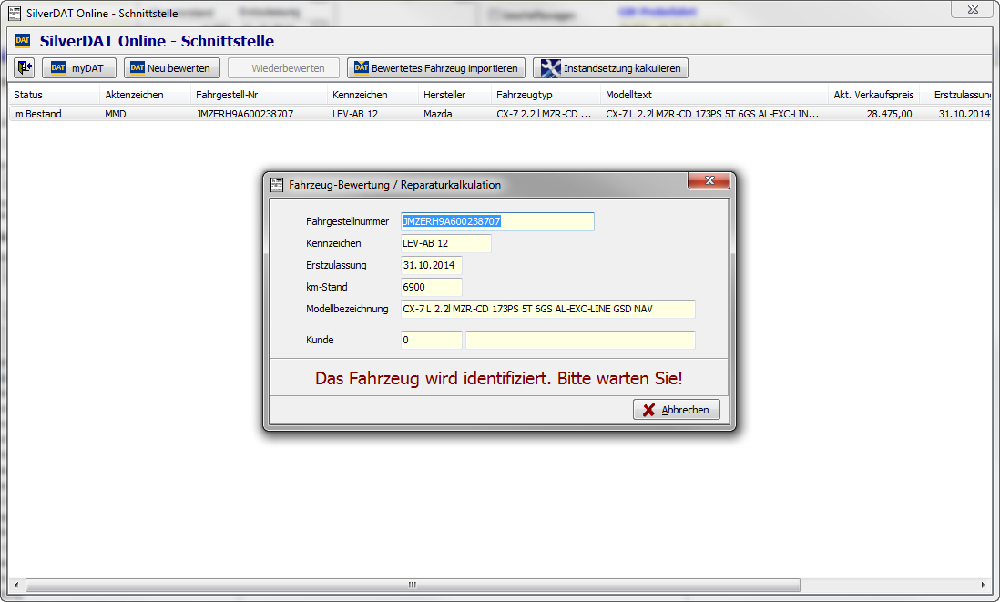 SilverDAT Online - Schnittstelle
DAT SilverDAT Online - Schnittstelle
DAT myDAT DAT Neu bewerten Wiederbewerten DAT Bewertetes Fahrzeug importieren Instandsetzung kalkulieren
Status Aktenzeichen Fahrgestell-Nr Kennzeichen Hersteller Fahrzeugtyp Modelltext Akt. Verkaufspreis Erstzulassung
im Bestand MMD JMZERH9A600238707 LEV-AB 12 Mazda CX-7 2.2 l MZR-CD ... CX-7 L 2.2l MZR-CD 173PS 5T 6GS AL-EXC-LIN... 28.475,00 31.10.2014
Fahrzeug-Bewertung / Reparaturkalkulation
Fahrgestellnummer JMZERH9A600238707
Kennzeichen LEV-AB 12
Erstzulassung 31.10.2014
km-Stand 6900
Modellbezeichnung CX-7 L 2.2l MZR-CD 173PS 5T 6GS AL-EXC-LINE GSD NAV
Kunde 0
Das Fahrzeug wird identifiziert. Bitte warten Sie!
Abbrechen